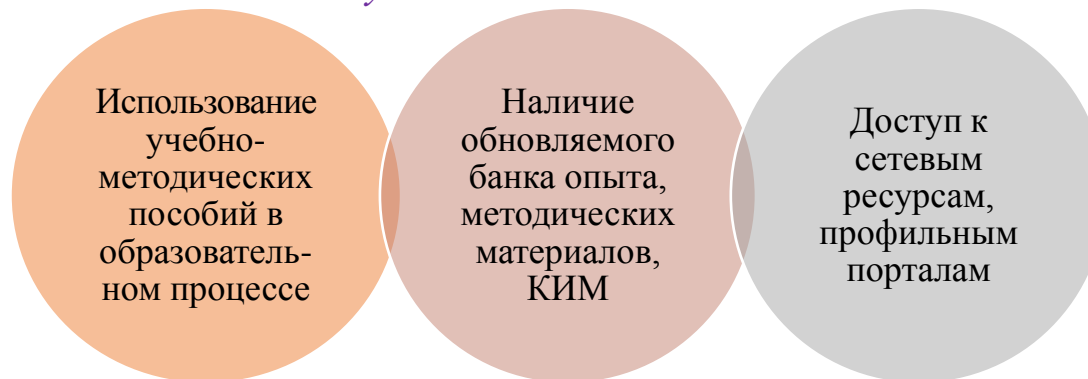 Использование
учебно-
методических
пособий в
образователь-
ном процессе
Наличие
обновляемого
банка опыта,
методических
материалов,
КИМ
Доступ к
сетевым
ресурсам,
профильным
порталам